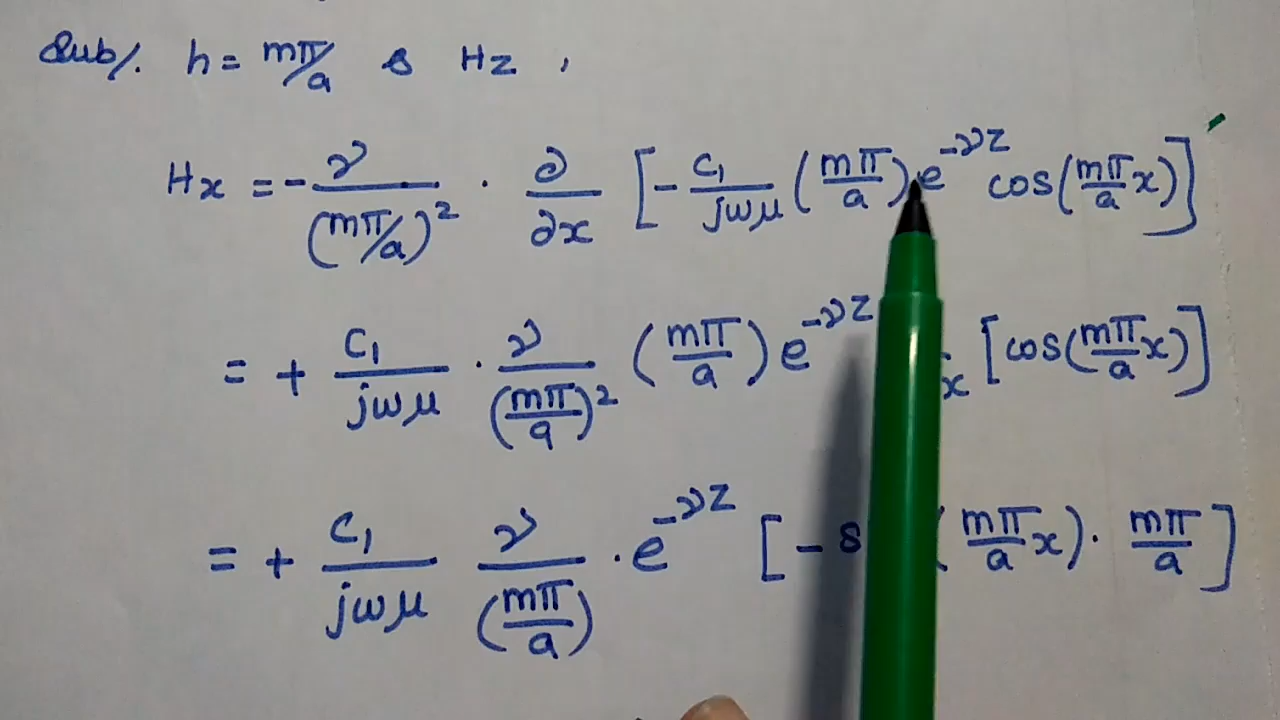 Sub/. h = mπ/a & Hz,
Hx = - γ/(mπ/a)² · ∂/∂x [- C₁/jωμ (mπ/a) e^-γz cos(mπ/a x)]
= + C₁/jωμ · γ/(mπ/a)² (mπ/a) e^-γz x [cos(mπ/a x)]
= + C₁/jωμ γ/(mπ/a) · e^-γz [- s (mπ/a x) · mπ/a]